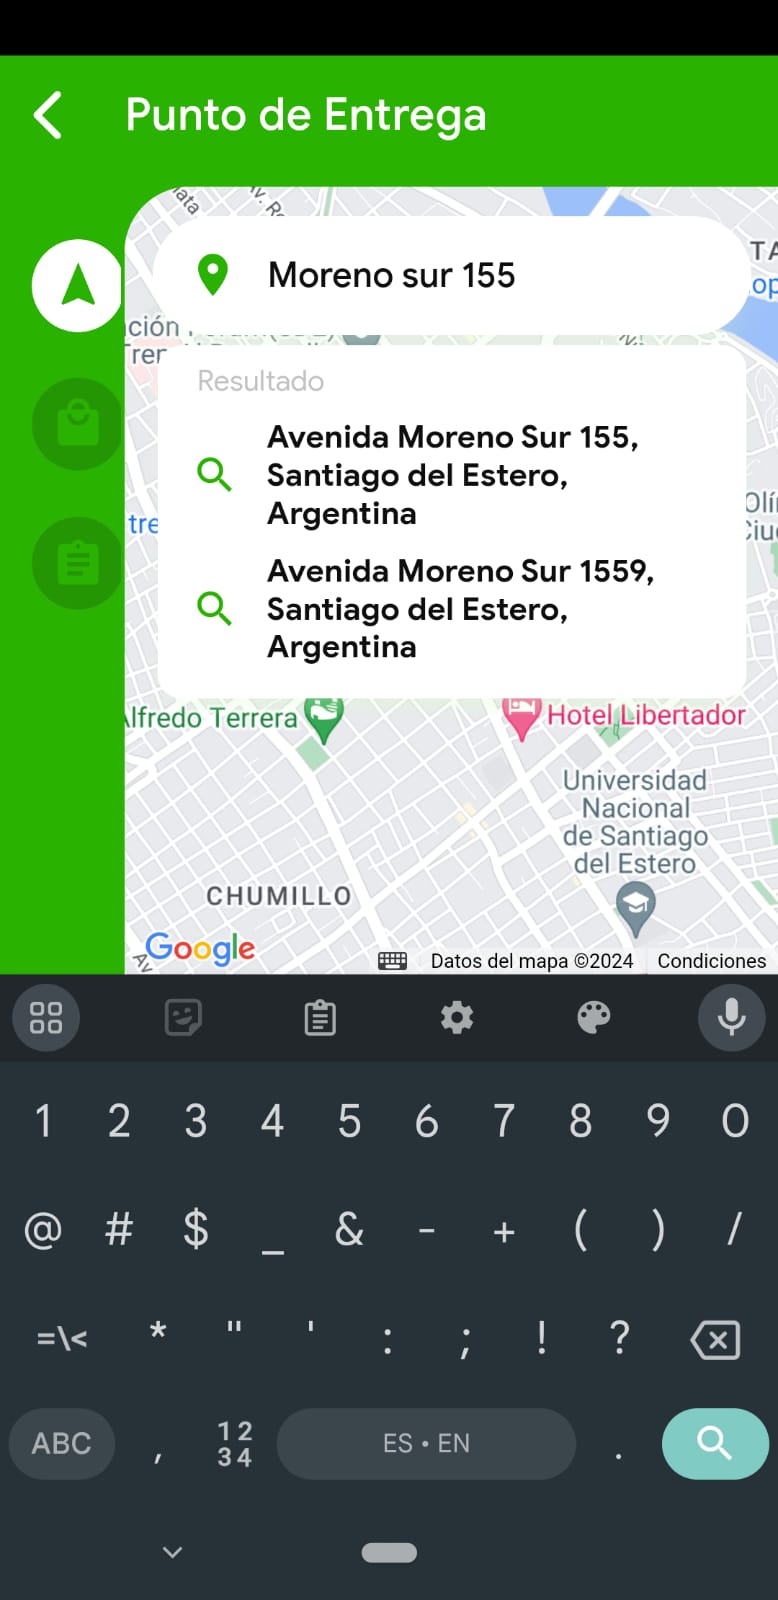 Punto de Entrega
Moreno sur 155
Resultado
Avenida Moreno Sur 155,
Santiago del Estero,
Argentina
Avenida Moreno Sur 1559,
Santiago del Estero,
Argentina
Alfredo Terrera
Hotel Libertador
Universidad
Nacional
de Santiago
del Estero
CHUMILLO
Av
Google
Datos del mapa ©2024 Condiciones
1 2 3 4 5 6 7 8 9 0
@ # $ _ & - + ( ) /
=\< * " ' : ; ! ?
ABC , 12 34 ES • EN .